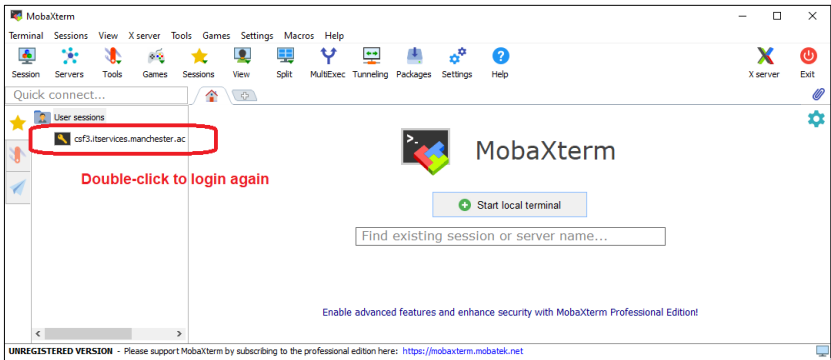 MobaXterm
Terminal Sessions View X server Tools Games Settings Macros Help
Session Servers Tools Games Sessions View Split MultiExec Tunneling Packages Settings Help X server Exit
Quick connect...
User sessions
csf3.itservices.manchester.ac
Double-click to login again
>_
MobaXterm
Start local terminal
Find existing session or server name...
Enable advanced features and enhance security with MobaXterm Professional Edition!
UNREGISTERED VERSION - Please support MobaXterm by subscribing to the professional edition here: https://mobaxterm.mobatek.net